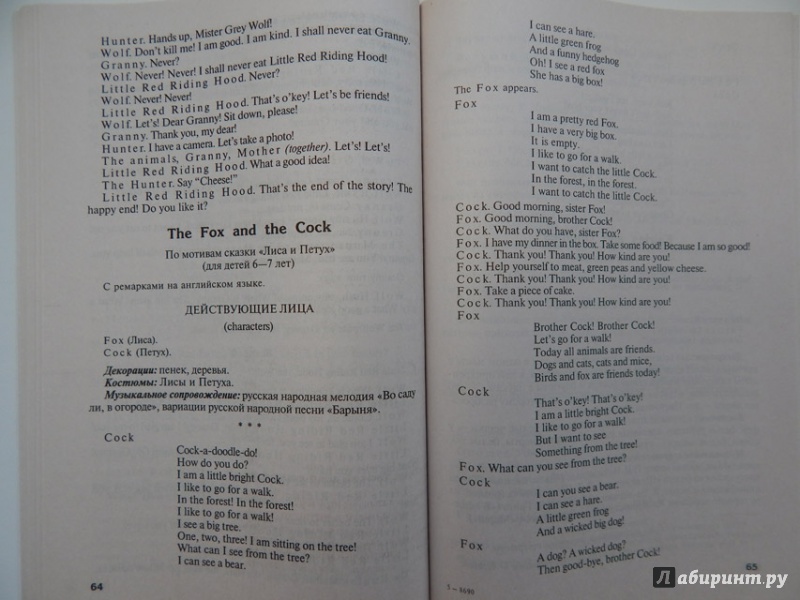 Hunter. Hands up, Mister Grey Wolf!
Wolf. Don't kill me! I am good. I am kind. I shall never eat Granny.
Granny. Never?
Wolf. Never! Never! I shall never eat Little Red Riding Hood!
Little Red Riding Hood. Never?
Wolf. Never! Never!
Little Red Riding Hood. That's o'key! Let's be friends!
Wolf. Let's! Dear Granny! Sit down, please!
Granny. Thank you, my dear!
Hunter. I have a camera. Let's take a photo!
The animals, Granny, Mother (together). Let's! Let's!
Little Red Riding Hood. What a good idea!
The Hunter. Say "Cheese!"
Little Red Riding Hood. That's the end of the story! The
happy end! Do you like it?
The Fox and the Cock
По мотивам сказки «Лиса и Петух»
(для детей 6—7 лет)
С ремарками на английском языке.
ДЕЙСТВУЮЩИЕ ЛИЦА
(characters)
Fox (Лиса).
Cock (Петух).
Декорации: пенек, деревья.
Костюмы: Лисы и Петуха.
Музыкальное сопровождение: русская народная мелодия «Во саду
ли, в огороде», вариации русской народной песни «Барыня».
* * *
Cock
Cock-a-doodle-do!
How do you do?
I am a little bright Cock.
I like to go for a walk.
In the forest! In the forest!
I like to go for a walk!
I see a big tree.
One, two, three! I am sitting on the tree!
What can I see from the tree?
I can see a bear.
64
I can see a hare.
A little green frog
And a funny hedgehog
Oh! I see a red fox
She has a big box!
The Fox appears.
Fox
I am a pretty red Fox.
I have a very big box.
It is empty.
I like to go for a walk.
I want to catch the little Cock.
In the forest, in the forest.
I want to catch the little Cock.
Cock. Good morning, sister Fox!
Fox. Good morning, brother Cock!
Cock. What do you have, sister Fox?
Fox. I have my dinner in the box. Take some food! Because I am so good!
Cock. Thank you! Thank you! How kind are you!
Fox. Help yourself to meat, green peas and yellow cheese.
Cock. Thank you! Thank you! How kind are you!
Fox. Take a piece of cake.
Cock. Thank you! Thank you! How kind are you!
Fox
Brother Cock! Brother Cock!
Let's go for a walk!
Today all animals are friends.
Dogs and cats, cats and mice,
Birds and fox are friends today!
Cock
That's o'key! That's o'key!
I am a little bright Cock.
I like to go for a walk!
But I want to see
Something from the tree!
Fox. What can you see from the tree?
Cock
I can you see a bear.
I can see a hare.
A little green frog
And a wicked big dog!
Fox
A dog? A wicked dog?
Then good-bye, brother Cock!
5 – 8690
65
Лабиринт.ру